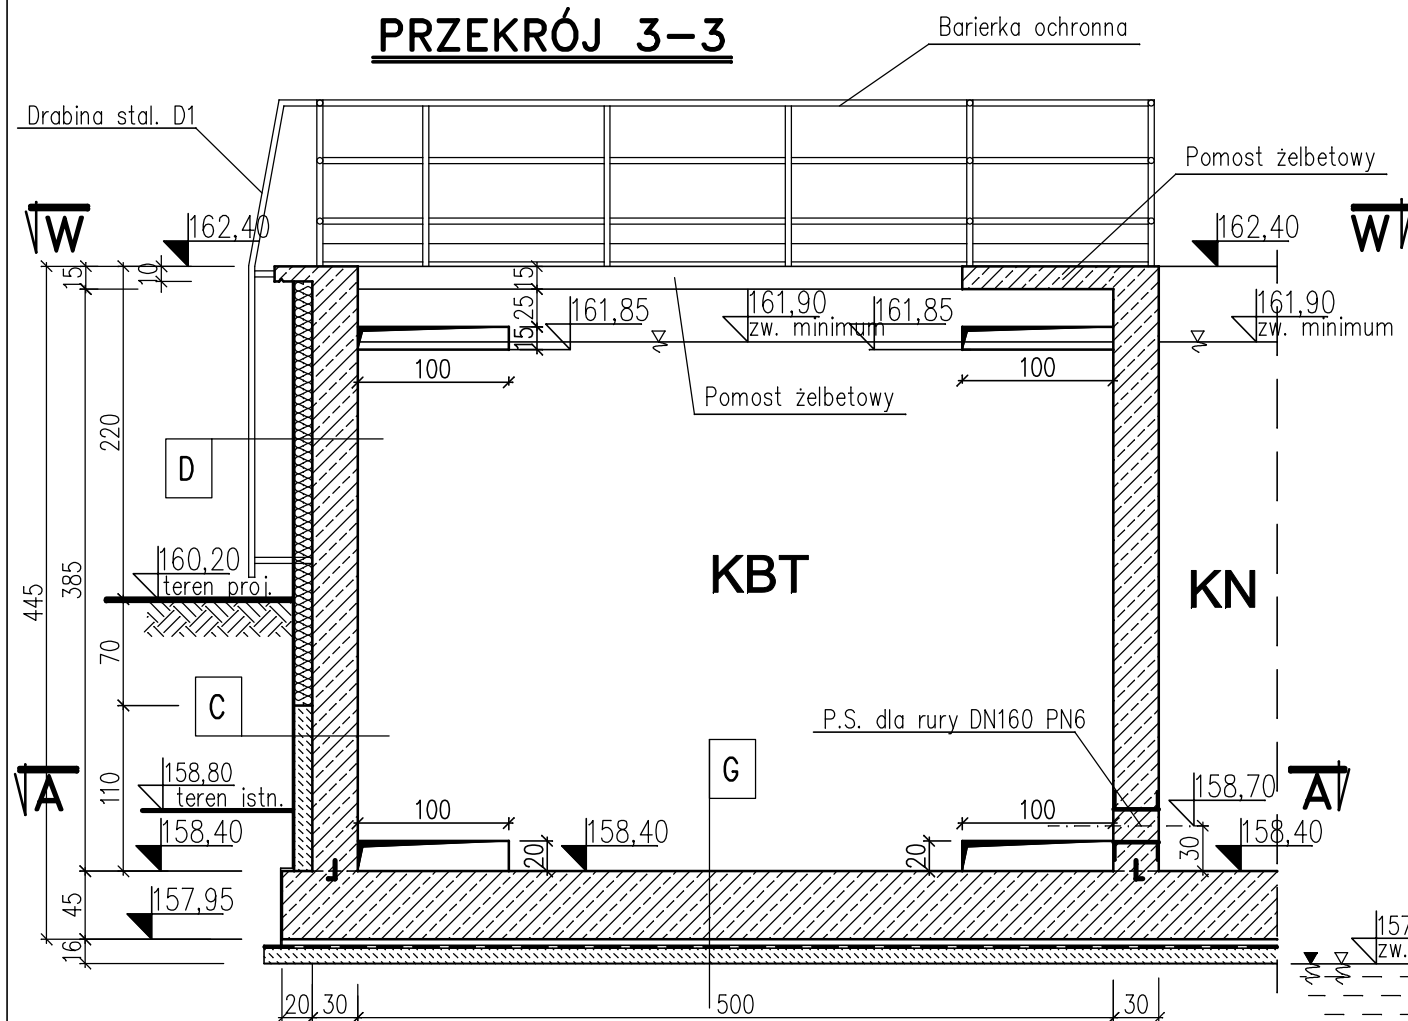 PRZEKRÓJ 3-3
Barierka ochronna
Drabina stal. D1
Pomost żelbetowy
W
162,40
162,40
W
15
10
15
25
15
161,85
161,90
zw. minimum
161,85
161,90
zw. minimum
100
100
Pomost żelbetowy
220
D
KBT
KN
160,20
teren proj.
445
385
70
C
P.S. dla rury DN160 PN6
G
A
158,80
teren istn.
110
100
100
158,70
A
158,40
20
158,40
20
30
158,40
45
157,95
16
157
zw.
20
30
500
30